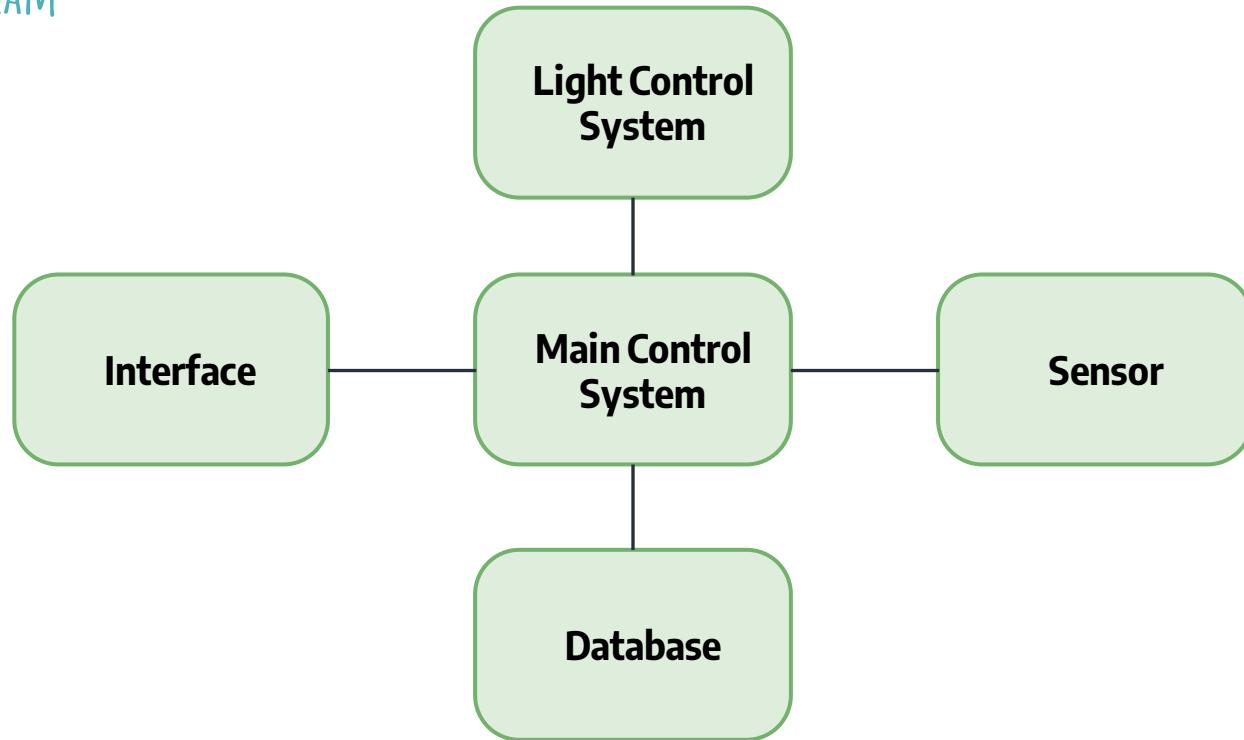 Light Control
System
Interface
Main Control
System
Sensor
Database